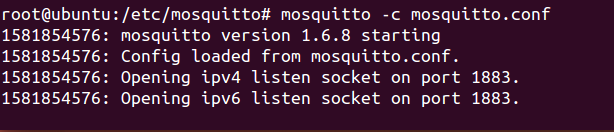 root@ubuntu:/etc/mosquitto# mosquitto -c mosquitto.conf
1581854576: mosquitto version 1.6.8 starting
1581854576: Config loaded from mosquitto.conf.
1581854576: Opening ipv4 listen socket on port 1883.
1581854576: Opening ipv6 listen socket on port 1883.